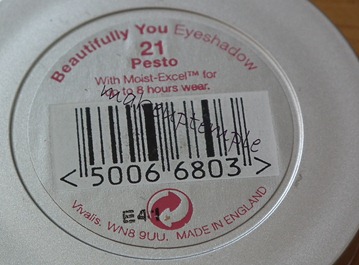 Beautifully You Eyeshadow
21
Pesto
With Moist-Excel™ for
up to 8 hours wear.
makeuptemple
<5006 6803>
E41
Vivalis. WN8 9UU. MADE IN ENGLAND